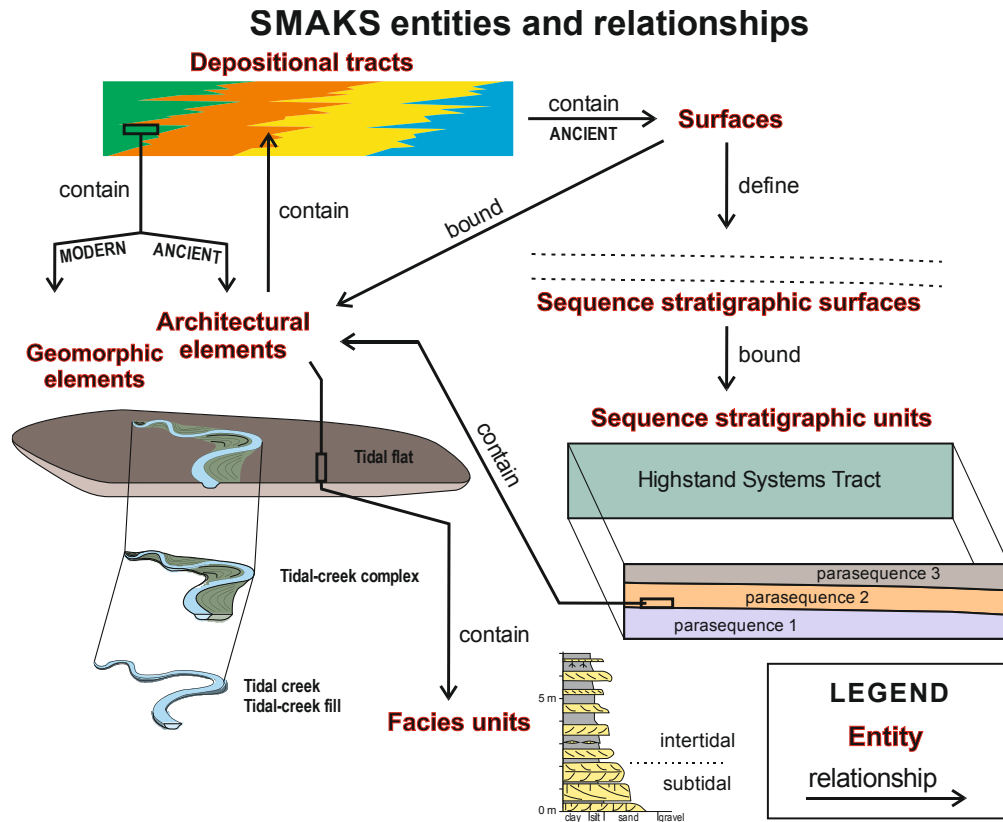 SMAKS entities and relationships
Depositional tracts
contain
ANCIENT
Surfaces
contain
contain
bound
define
MODERN
ANCIENT
Sequence stratigraphic surfaces
Architectural
elements
Geomorphic
elements
bound
Sequence stratigraphic units
contain
Tidal flat
Highstand Systems Tract
parasequence 3
parasequence 2
parasequence 1
Tidal-creek complex
contain
Tidal creek
Tidal-creek fill
Facies units
5 m
intertidal
subtidal
0 m
clay silt sand gravel
LEGEND
Entity
relationship